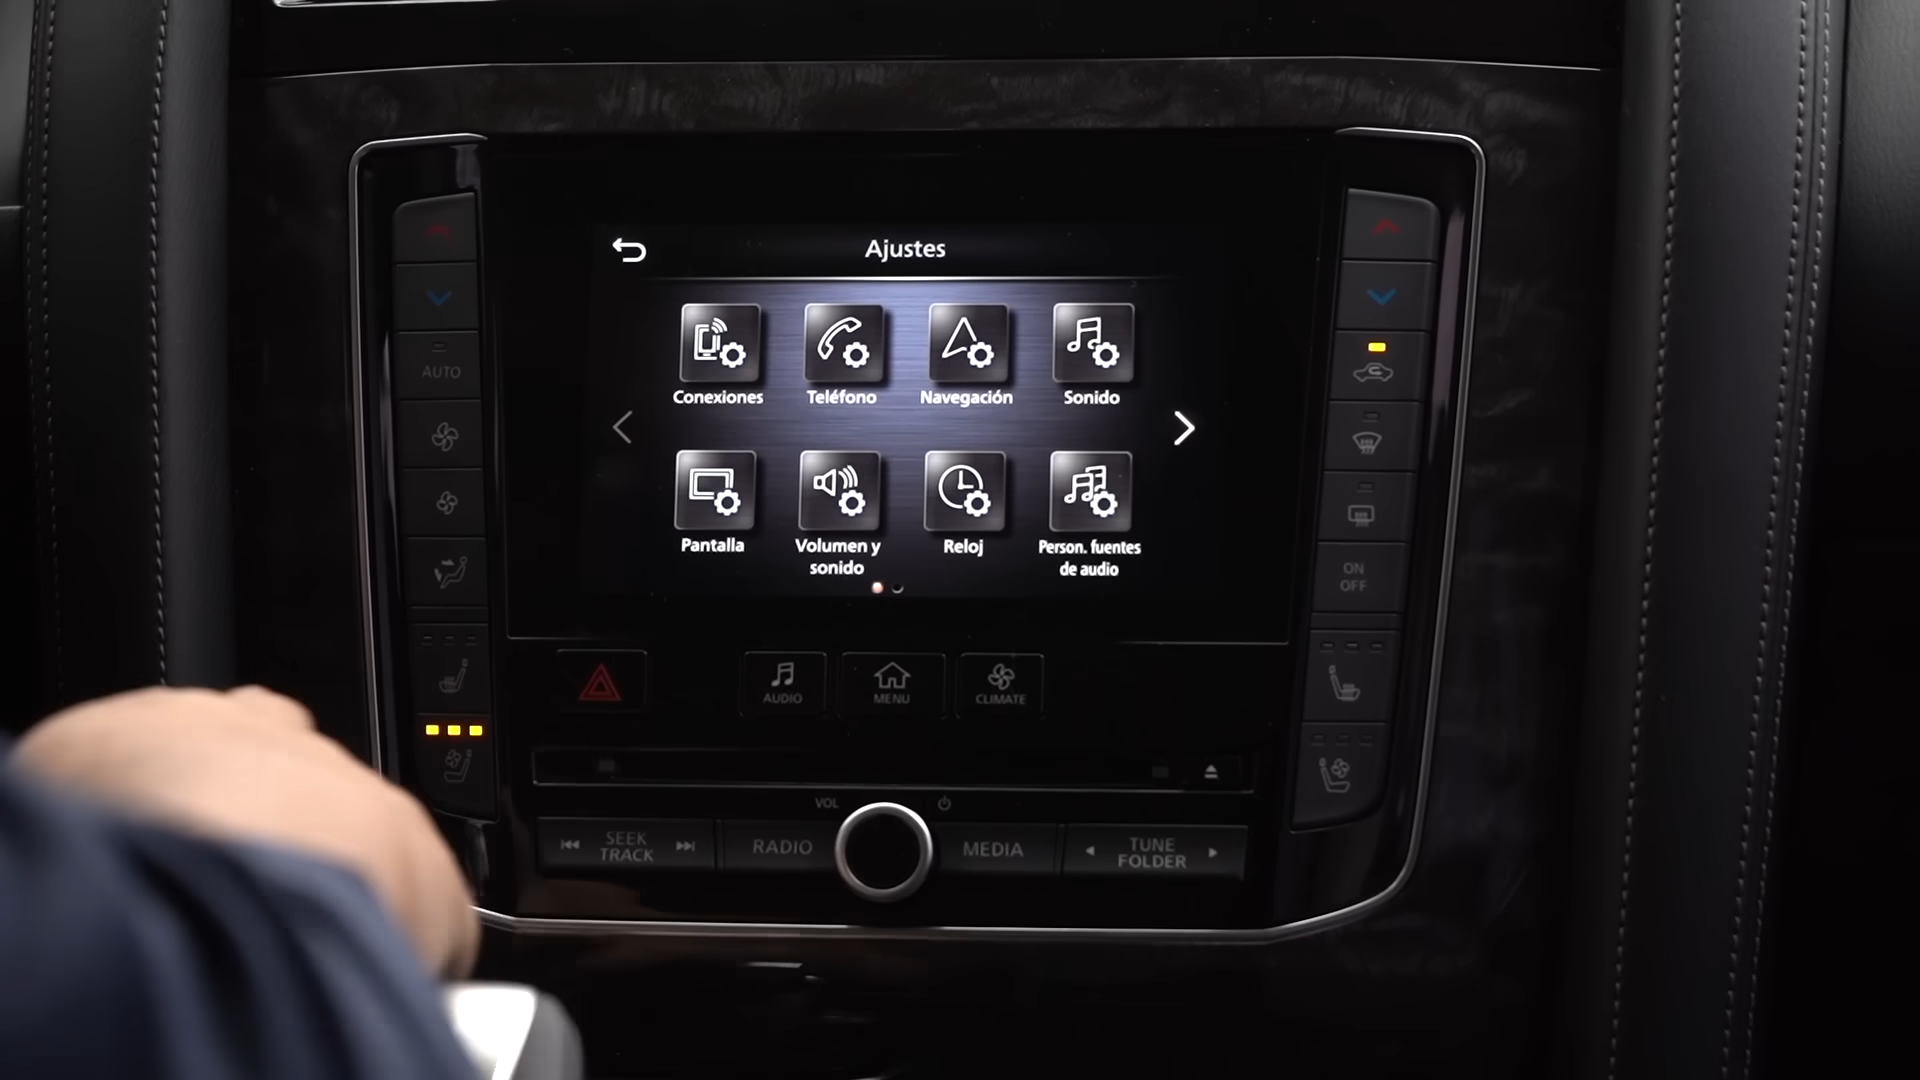 Ajustes
Conexiones
Teléfono
Navegación
Sonido
Pantalla
Volumen y
sonido
Reloj
Person. fuentes
de audio
AUTO
ON
OFF
AUDIO
MENU
CLIMATE
VOL
SEEK
TRACK
RADIO
MEDIA
TUNE
FOLDER